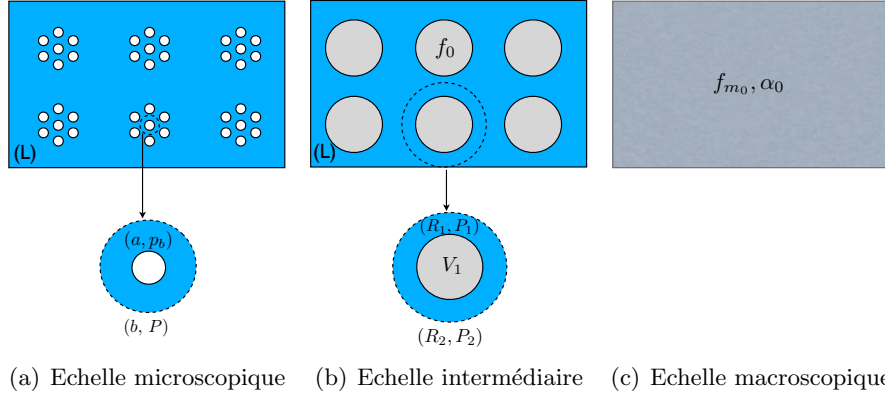 (L)
(a, p_b)
(b, P)
(a) Echelle microscopique
f_0
(L)
(R_1, P_1)
V_1
(R_2, P_2)
(b) Echelle intermédiaire
f_{m_0}, α_0
(c) Echelle macroscopique